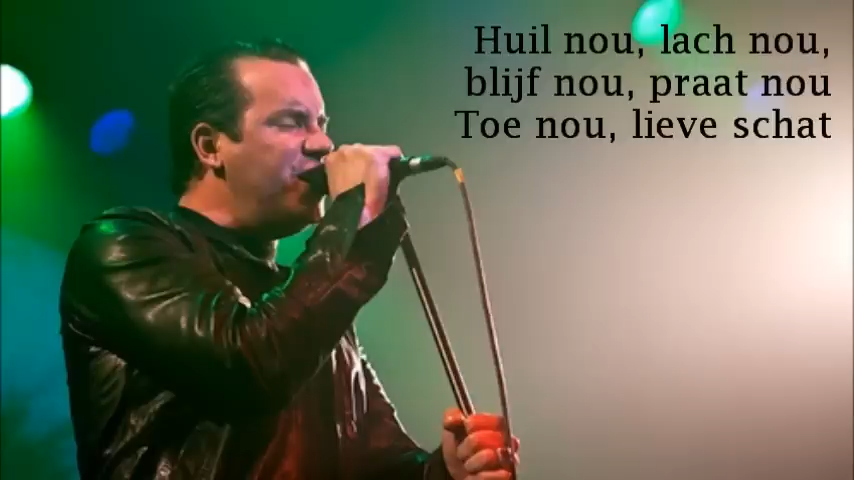 Huil nou, lach nou,
blijf nou, praat nou
Toe nou, lieve schat